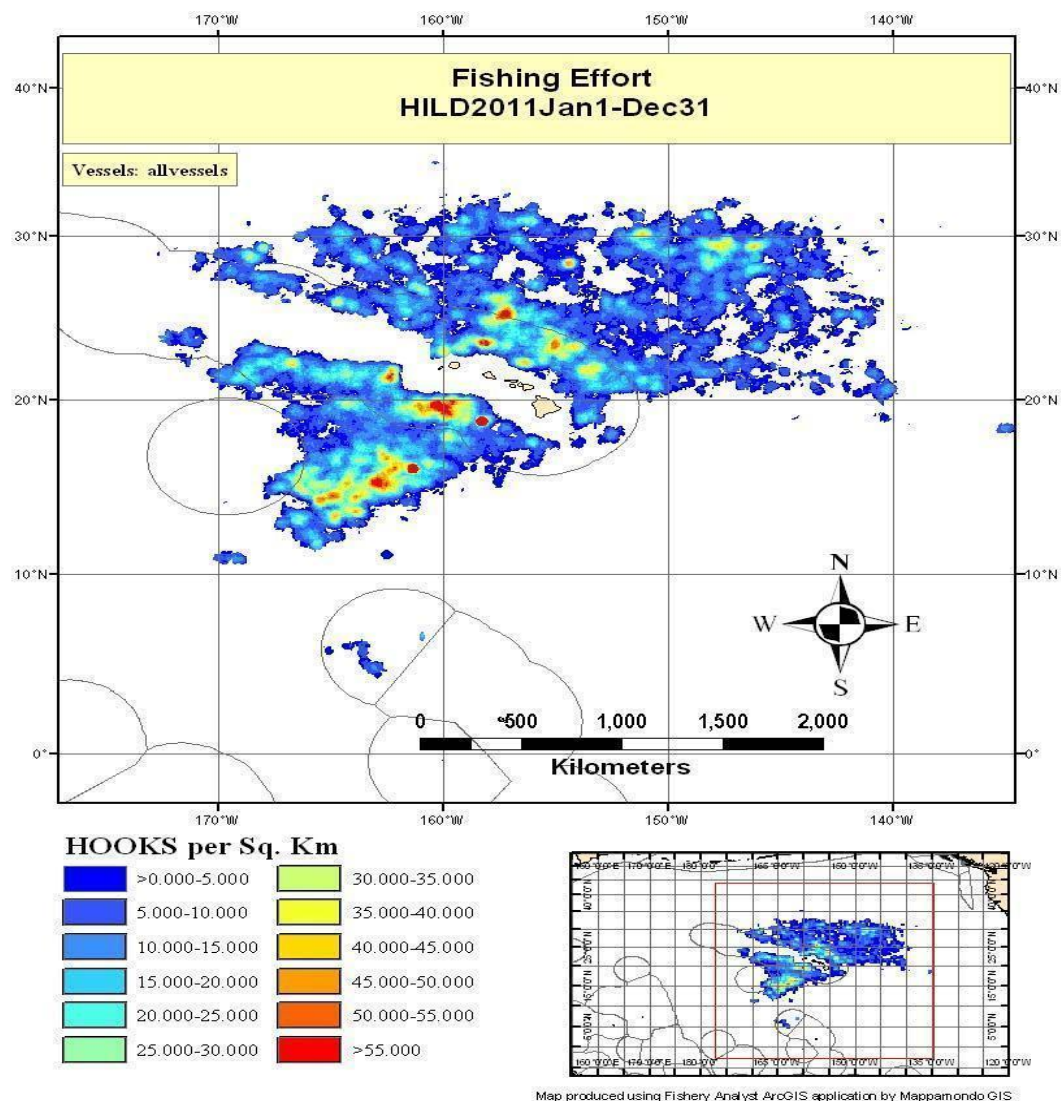 170°W 160°W 150°W 140°W
Fishing Effort
HILD2011Jan1-Dec31
Vessels: allvessels
40°N 40°N
30°N 30°N
20°N 20°N
10°N 10°N
0° 0°
N
W E
S
0 500 1,000 1,500 2,000
Kilometers
170°W 160°W 150°W 140°W
HOOKS per Sq. Km
>0.000-5.000 30.000-35.000
5.000-10.000 35.000-40.000
10.000-15.000 40.000-45.000
15.000-20.000 45.000-50.000
20.000-25.000 50.000-55.000
25.000-30.000 >55.000
Map produced using Fishery Analyst ArcGIS application by Mappamondo GIS